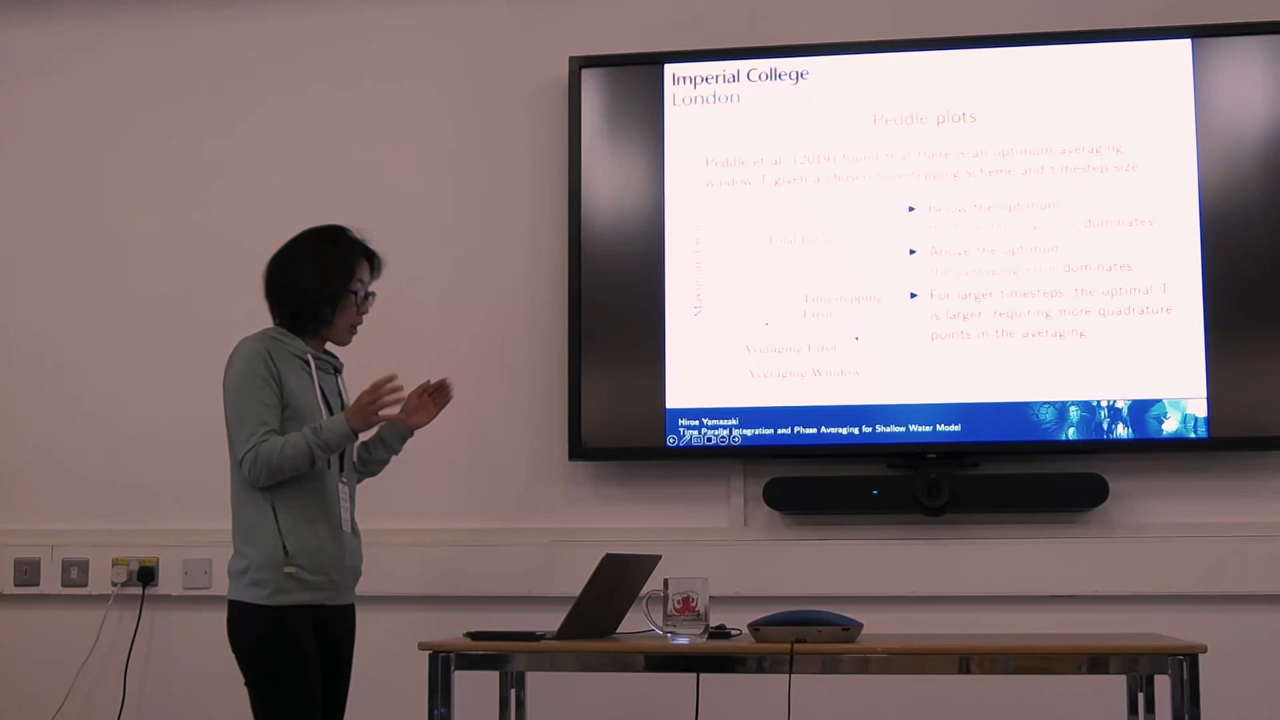 Imperial College
London
Peddle plots
Peddle et al. (2019) found that there is an optimum averaging
window T given a chosen timestepping scheme and timestep size
Below the optimum,
dominates
Above the optimum,
the averaging error dominates
For larger timesteps, the optimal T
is larger, requiring more quadrature
points in the averaging
Total Error
Timestepping
Error
Averaging Error
Averaging Window
Hiroe Yamazaki
Time Parallel Integration and Phase Averaging for Shallow Water Model